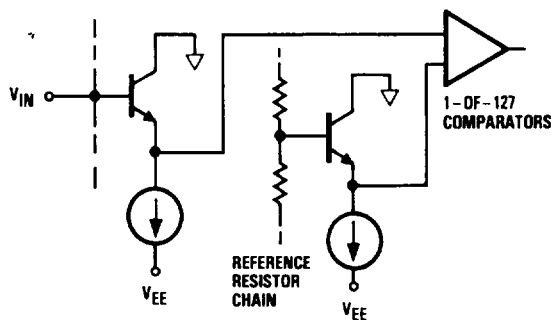 V_IN
1-OF-127
COMPARATORS
REFERENCE
RESISTOR
CHAIN
V_EE
V_EE